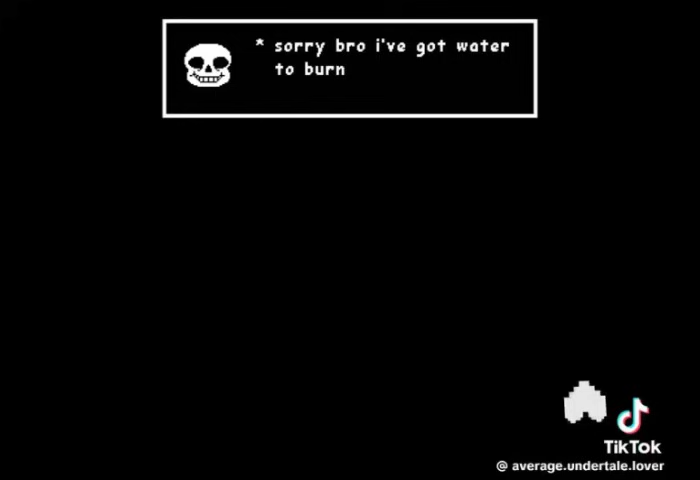 * sorry bro i've got water
to burn
TikTok
@ average.undertale.lover